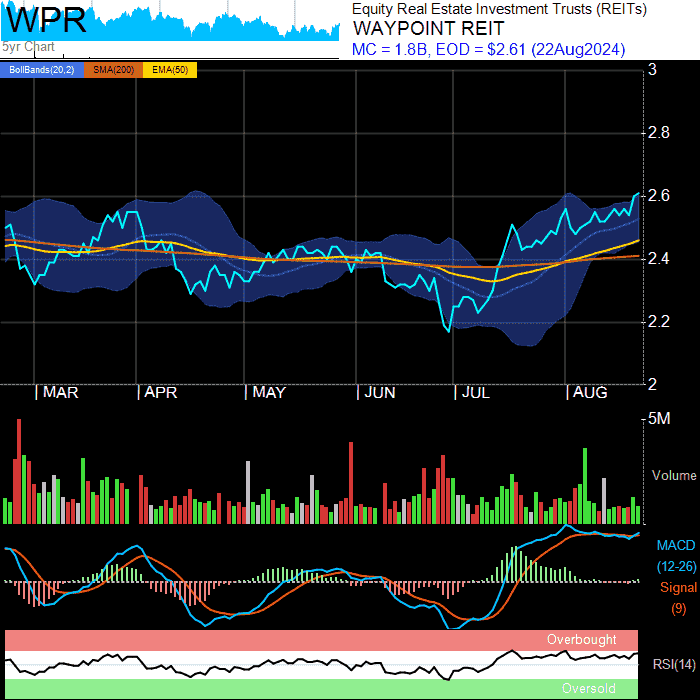 WPR
5yr Chart
Equity Real Estate Investment Trusts (REITs)
WAYPOINT REIT
MC = 1.8B, EOD = $2.61 (22Aug2024)
BollBands(20,2) SMA(200) EMA(50)
3
2.8
2.6
2.4
2.2
2
| MAR | APR | MAY | JUN | JUL | AUG
5M
Volume
MACD
(12-26)
Signal
(9)
Overbought
RSI(14)
Oversold